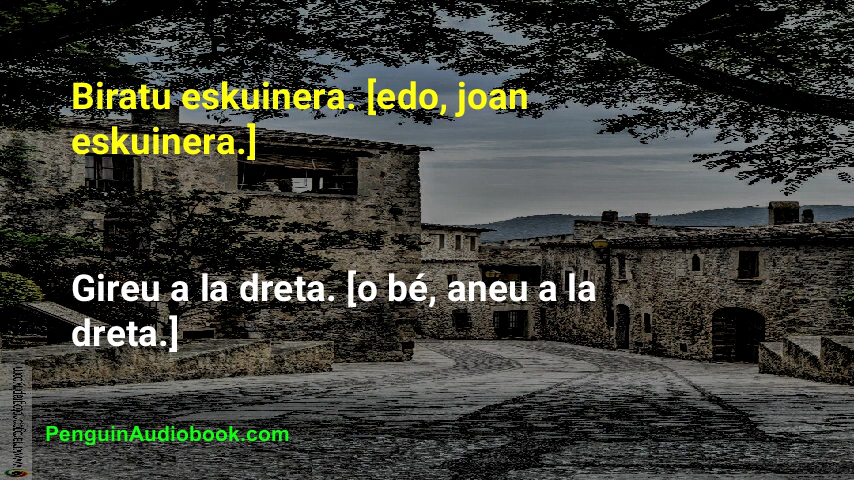 Biratu eskuinera. [edo, joan
eskuinera.]
Gireu a la dreta. [o bé, aneu a la
dreta.]
PenguinAudiobook.com